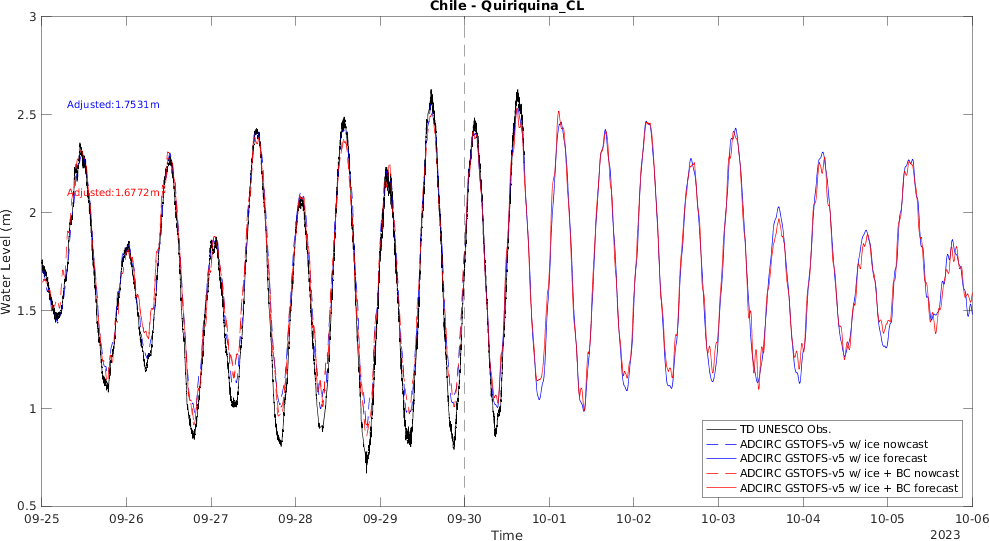 Chile - Quiriquina_CL
3
2.5
2
1.5
1
0.5
Water Level (m)
Adjusted:1.7531m
Adjusted:1.6772m
TD UNESCO Obs.
ADCIRC GSTOFS-v5 w/ ice nowcast
ADCIRC GSTOFS-v5 w/ ice forecast
ADCIRC GSTOFS-v5 w/ ice + BC nowcast
ADCIRC GSTOFS-v5 w/ ice + BC forecast
09-25 09-26 09-27 09-28 09-29 09-30 10-01 10-02 10-03 10-04 10-05 10-06
Time
2023